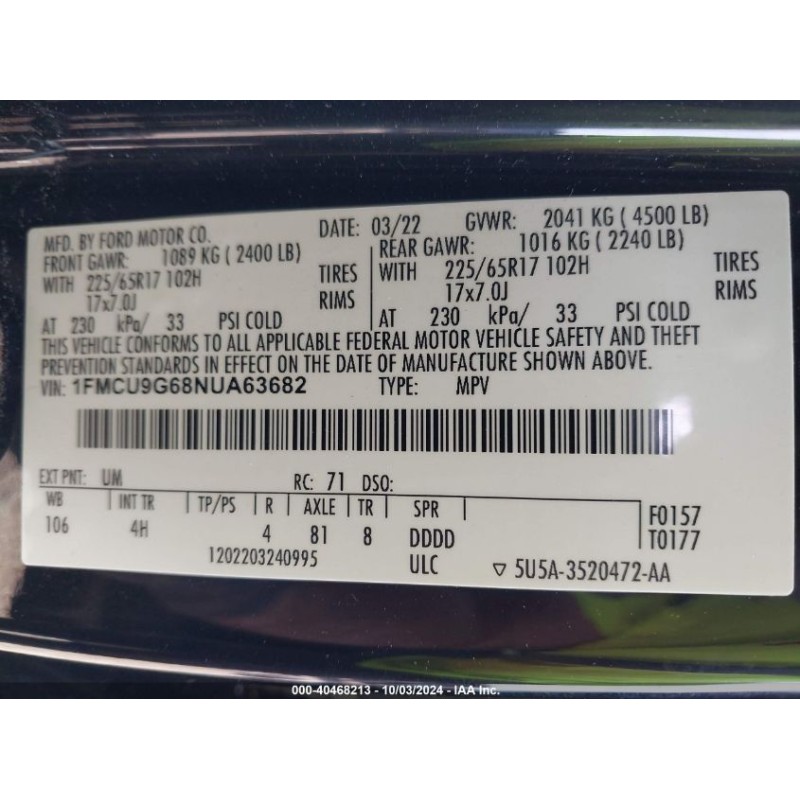 MFD. BY FORD MOTOR CO. DATE: 03/22 GVWR: 2041 KG ( 4500 LB)
FRONT GAWR: 1089 KG ( 2400 LB) REAR GAWR: 1016 KG ( 2240 LB)
WITH 225/65R17 102H TIRES WITH 225/65R17 102H TIRES
17x7.0J RIMS 17x7.0J RIMS
AT 230 kPa/ 33 PSI COLD AT 230 kPa/ 33 PSI COLD
THIS VEHICLE CONFORMS TO ALL APPLICABLE FEDERAL MOTOR VEHICLE SAFETY AND THEFT
PREVENTION STANDARDS IN EFFECT ON THE DATE OF MANUFACTURE SHOWN ABOVE.
VIN: 1FMCU9G68NUA63682 TYPE: MPV
EXT PNT: UM RC: 71 DSO:
WB INT TR TP/PS R AXLE TR SPR
106 4H 4 81 8 DDDD
F0157
T0177
1202203240995 ULC ▽ 5U5A-3520472-AA
000-40468213 - 10/03/2024 - IAA Inc.